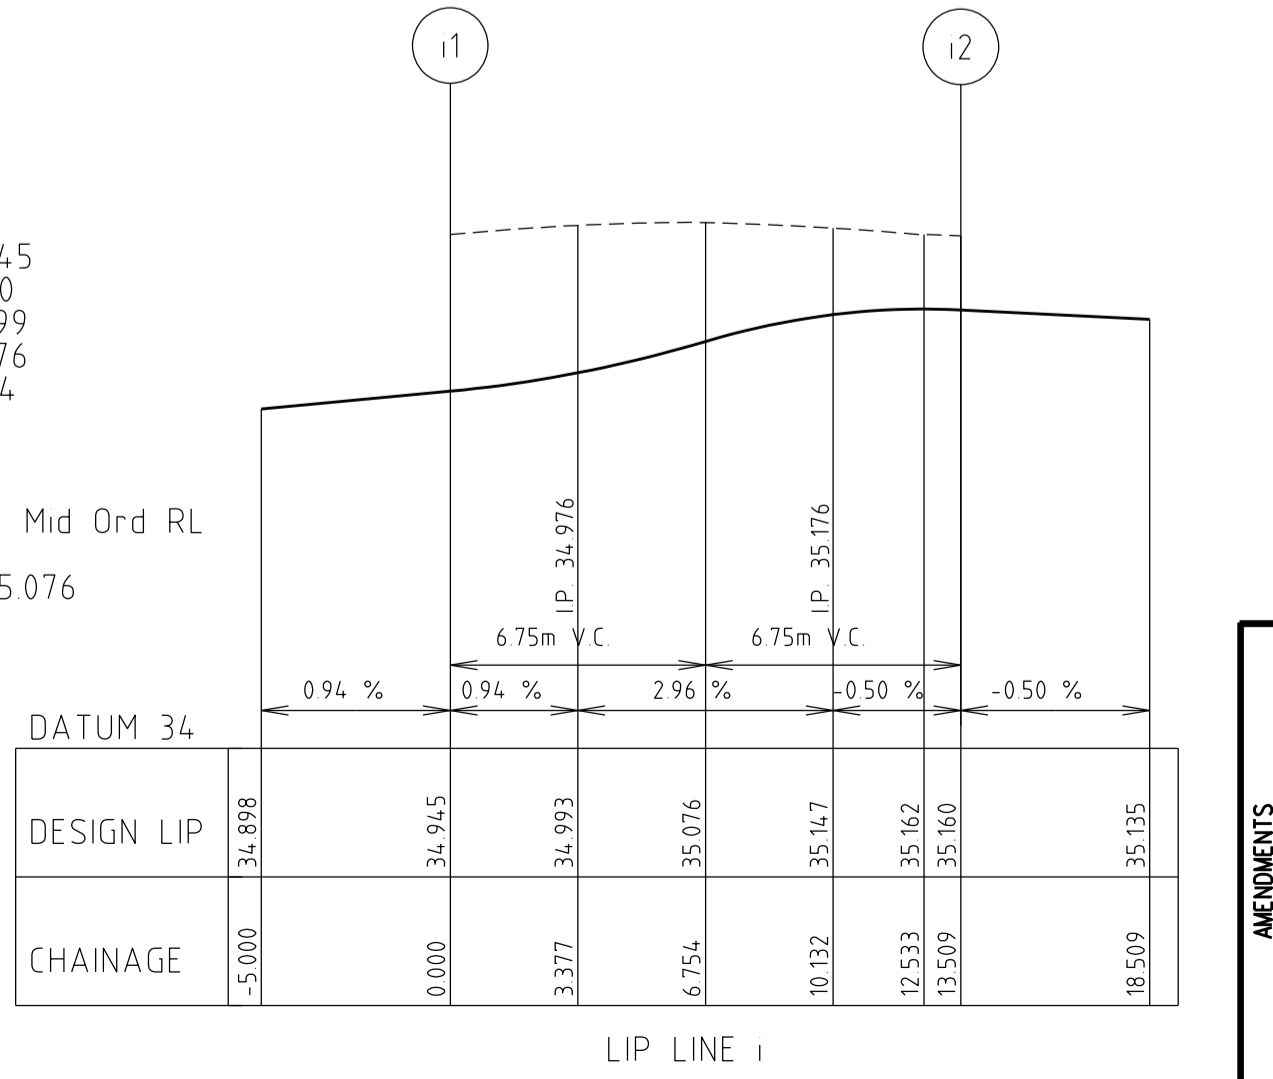 i1
i2
45
0
99
76
4
Mid Ord RL
5.076
I.P. 34.976
I.P. 35.176
6.75m V.C.
6.75m V.C.
0.94 %
0.94 %
2.96 %
-0.50 %
-0.50 %
DATUM 34
DESIGN LIP
34.898
34.945
34.993
35.076
35.147
35.162
35.160
35.135
CHAINAGE
-5.000
0.000
3.377
6.754
10.132
12.533
13.509
18.509
LIP LINE i
AMENDMENTS